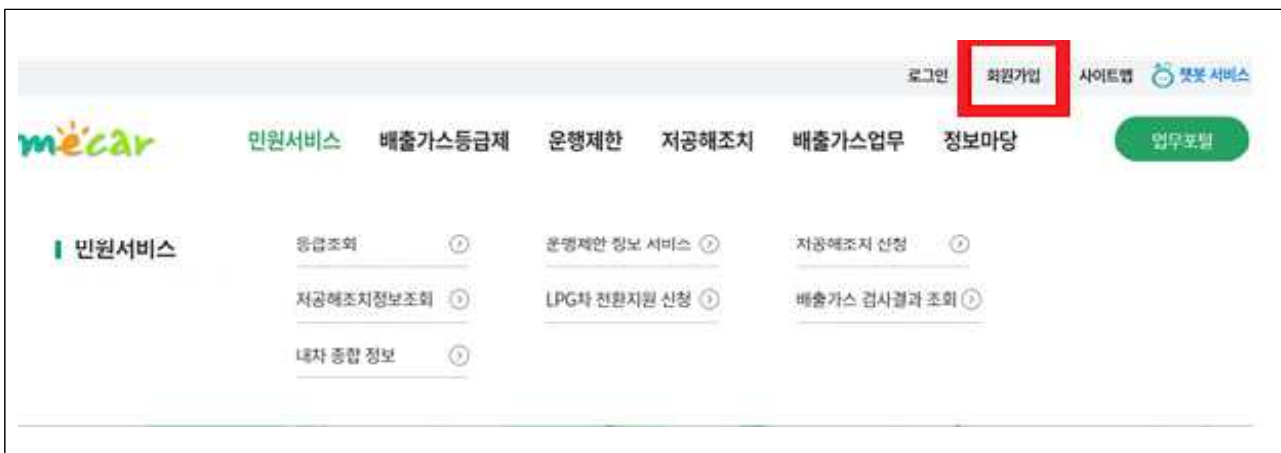 로그인 회원가입 사이트맵 챗봇 서비스
mecar 민원서비스 배출가스등급제 운행제한 저공해조치 배출가스업무 정보마당 업무포털
민원서비스
등급조회 운행제한 정보 서비스 저공해조치 신청
저공해조치정보조회 LPG차 전환지원 신청 배출가스 검사결과 조회
내차 종합 정보